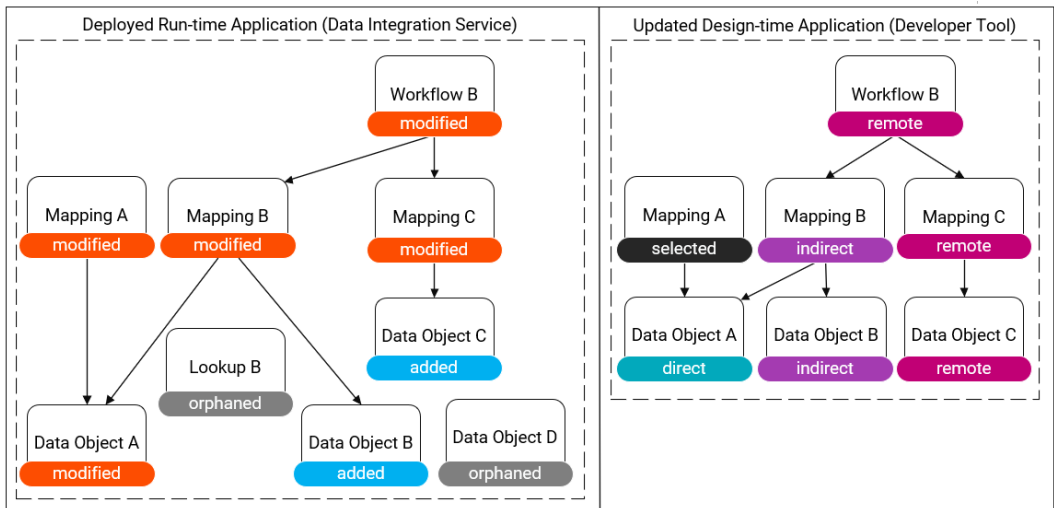 Deployed Run-time Application (Data Integration Service)
Workflow B
modified
Mapping A
modified
Mapping B
modified
Mapping C
modified
Data Object C
added
Lookup B
orphaned
Data Object A
modified
Data Object B
added
Data Object D
orphaned
Updated Design-time Application (Developer Tool)
Workflow B
remote
Mapping A
selected
Mapping B
indirect
Mapping C
remote
Data Object A
direct
Data Object B
indirect
Data Object C
remote